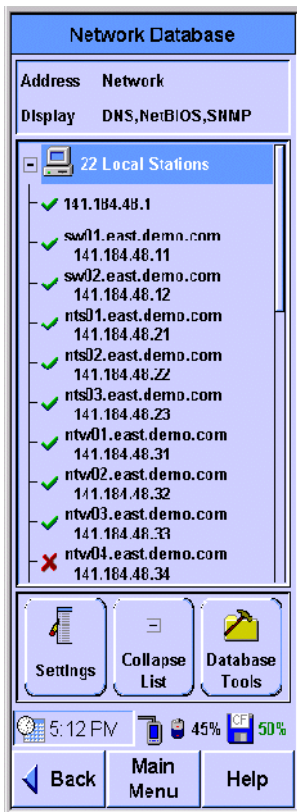 Network Database
Address Network
Display DNS,NetBIOS,SNMP
22 Local Stations
141.184.48.1
sw01.east.demo.com
141.184.48.11
sw02.east.demo.com
141.184.48.12
nts01.east.demo.com
141.184.48.21
nts02.east.demo.com
141.184.48.22
nts03.east.demo.com
141.184.48.23
ntw01.east.demo.com
141.184.48.31
ntw02.east.demo.com
141.184.48.32
ntw03.east.demo.com
141.184.48.33
ntw04.east.demo.com
141.184.48.34
Settings
Collapse
List
Database
Tools
5:12 PM 45% CF 50%
Back
Main
Menu
Help